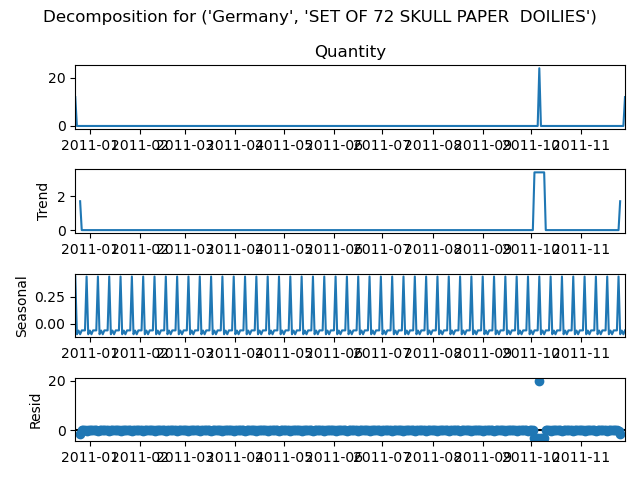 Decomposition for ('Germany', 'SET OF 72 SKULL PAPER  DOILIES')
Quantity
20
0
2011-01 2011-02 2011-03 2011-04 2011-05 2011-06 2011-07 2011-08 2011-09 2011-10 2011-11
Trend
2
0
2011-01 2011-02 2011-03 2011-04 2011-05 2011-06 2011-07 2011-08 2011-09 2011-10 2011-11
Seasonal
0.25
0.00
2011-01 2011-02 2011-03 2011-04 2011-05 2011-06 2011-07 2011-08 2011-09 2011-10 2011-11
Resid
20
0
2011-01 2011-02 2011-03 2011-04 2011-05 2011-06 2011-07 2011-08 2011-09 2011-10 2011-11